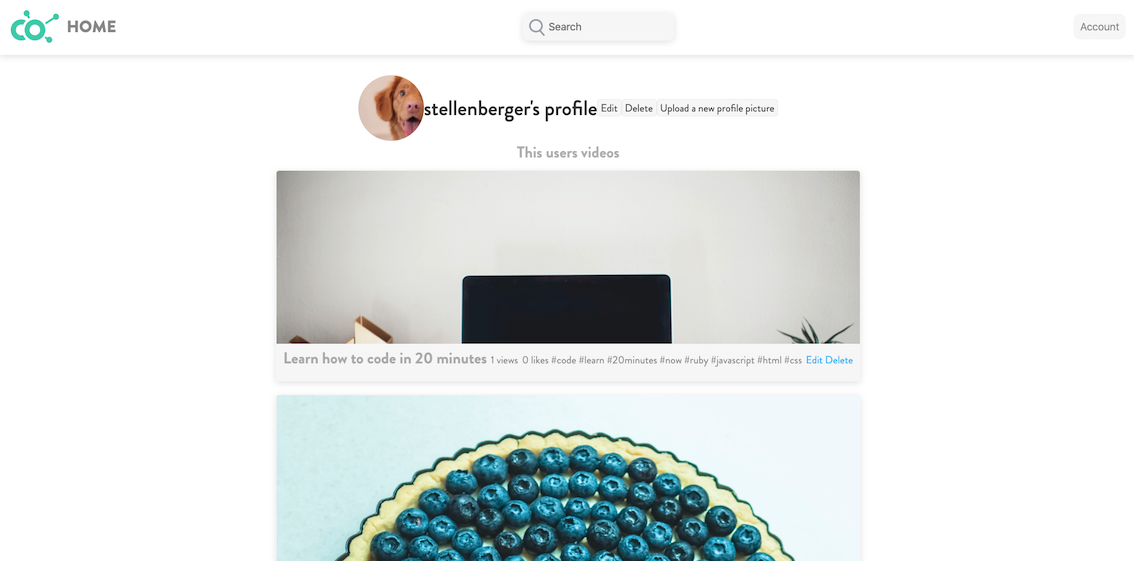 CO HOME
Search
Account
stellenberger's profile Edit Delete Upload a new profile picture
This users videos
Learn how to code in 20 minutes 1 views 0 likes #code #learn #20minutes #now #ruby #javascript #html #css Edit Delete